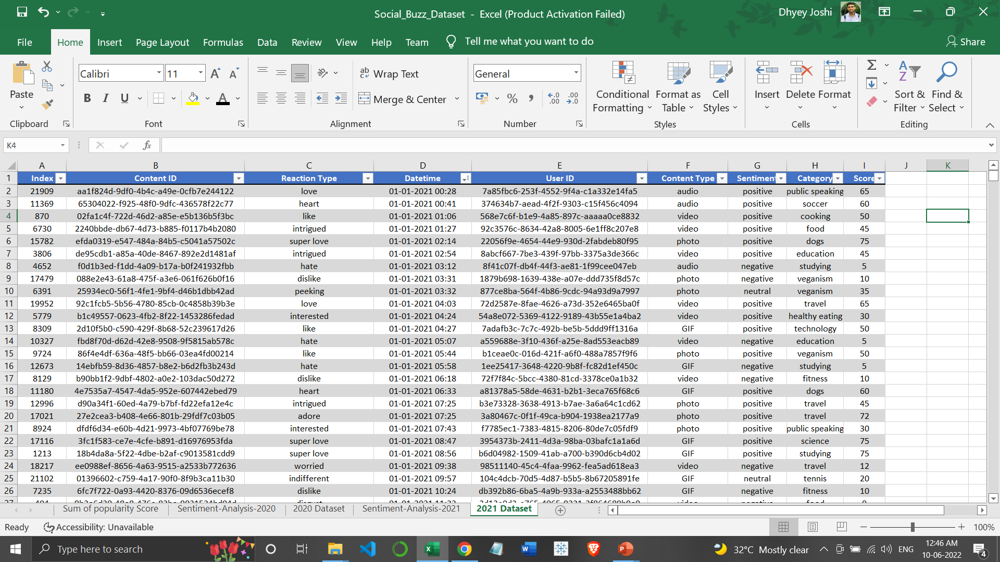 Social_Buzz_Dataset - Excel (Product Activation Failed)
Dhyey Joshi
File Home Insert Page Layout Formulas Data Review View Help Team Tell me what you want to do Share
Calibri 11 Wrap Text General
Paste B I U Merge & Center % Conditional Formatting Format as Table Cell Styles Insert Delete Format Sort & Filter Find & Select
Clipboard Font Alignment Number Styles Cells Editing
K4 fx
A B C D E F G H I J K
1 Index Content ID Reaction Type Datetime User ID Content Type Sentiment Category Score
2 21909 aa1f824d-9df0-4b4c-a49e-0cfb7e244122 love 01-01-2021 00:28 7a85fbc6-253f-4552-9f4a-c1a332e14fa5 audio positive public speaking 65
3 11369 65304022-f925-48f0-9dfc-436578f22c77 heart 01-01-2021 00:41 374634b7-aead-4f2f-9303-c15f456c4094 audio positive soccer 60
4 870 02fa1c4f-722d-46d2-a85e-e5b136b5f3bc like 01-01-2021 01:06 568e7c6f-b1e9-4a85-897c-aaaaa0ce8832 video positive cooking 50
5 6730 2240bbde-db67-4d73-b885-f0117b4b2080 intrigued 01-01-2021 01:27 92c3576c-8634-42a8-8005-6e1ff8c207e8 video positive food 45
6 15782 efda0319-e547-484a-84b5-c5041a57502c super love 01-01-2021 02:14 22056f9e-4654-44e9-930d-2fabdeb80f95 photo positive dogs 75
7 3806 de95cdb1-a85a-40de-8467-892e2d1481af intrigued 01-01-2021 02:54 8abcf667-7be3-439f-97bb-3375a3de366c video positive education 45
8 4652 f0d1b3ed-f1dd-4a09-b17a-b0f241932fbb hate 01-01-2021 03:12 8f41c07f-db4f-44f3-ae81-1f99cee047eb audio negative studying 5
9 17479 088e2e43-61a8-475f-a3e6-061f626b0f16 dislike 01-01-2021 03:31 1879b698-1639-438e-a07e-ddd735f8d57c photo negative veganism 10
10 6391 25934ec0-56f1-4fe1-9bf4-d46b1dbb42ad peeking 01-01-2021 03:32 877ce8ba-564f-4b86-9cdc-94a93d9a7997 photo neutral veganism 35
11 19952 92c1fcb5-5b56-4780-85cb-0c4858b39b3e love 01-01-2021 04:03 72d2587e-8fae-4626-a73d-352e6465ba0f video positive travel 65
12 5779 b1c49557-0623-4fb2-8f22-1453286fedad interested 01-01-2021 04:24 54a8e072-5369-4122-9189-43b55e1a4ba2 video positive healthy eating 30
13 8309 2d10f5b0-c590-429f-8b68-52c239617d26 like 01-01-2021 04:27 7adafb3c-7c7c-492b-be5b-5ddd9ff1316a GIF positive technology 50
14 10327 fbd8f70d-d62d-42e8-9508-9f5815ab578c hate 01-01-2021 05:07 a559688e-3f10-436f-a25e-8ad553eacb89 video negative education 5
15 9724 86f4e4df-636a-48f5-bb66-03ea4fd00214 like 01-01-2021 05:44 b1ceae0c-016d-421f-a6f0-488a7857f9f6 photo positive veganism 50
16 12673 14ebfb59-8d36-4857-b8e2-b6d2fb3b243d hate 01-01-2021 05:58 1ee25417-3648-4220-9b8f-fc82d1ef450c GIF negative studying 5
17 8129 b90bb1f2-9dbf-4802-a0e2-103dac50d272 dislike 01-01-2021 06:18 72f7f84c-5bcc-4380-81cd-3378ce0a1b32 video negative fitness 10
18 11180 4e7535a7-4547-4da5-952e-607442ebed79 heart 01-01-2021 06:33 a81378a5-58de-4631-b2b1-3eca765f68c6 GIF positive dogs 60
19 12996 d90a34f1-60ed-4a79-b7bf-fd22efa12e4c intrigued 01-01-2021 07:25 b3e73328-3638-4913-b7ae-3a6a64c1cd62 photo positive travel 45
20 17021 27e2cea3-b408-4e66-801b-29fdf7c03b05 adore 01-01-2021 07:25 3a80467c-0f1f-49ca-b904-1938ea2177a9 photo positive travel 72
21 8924 dfdf6d34-e60b-4d21-9973-4bf07769be78 interested 01-01-2021 07:43 f7785ec1-7383-4815-8206-80de7c05fdf9 photo positive public speaking 30
22 17116 3fc1f583-ce7e-4cfe-b891-d16976953fda super love 01-01-2021 08:47 3954373b-2411-4d3a-98ba-03bafc1a1a6d GIF positive science 75
23 1213 18b4da8a-5f22-4dbe-b2af-c9013581cdd9 super love 01-01-2021 08:56 b6d04982-1509-41ab-a700-b390d6cb4d02 GIF positive studying 75
24 18217 ee0988ef-8656-4a63-9515-a2533b772636 worried 01-01-2021 09:38 98511140-45c4-4faa-9962-fea5ad618ea3 video negative travel 12
25 21102 01396602-c759-4a17-90f0-8f9b3ca11b30 indifferent 01-01-2021 09:57 104c4dcb-70d5-4d87-b5b5-8b67205891fe GIF neutral tennis 20
26 7235 6fc7f722-0a93-4420-8376-09d6536ecef8 dislike 01-01-2021 10:24 db392b86-6ba5-4a9b-933a-a2553488bb62 GIF negative fitness 10
Sum of popularity Score Sentiment-Analysis-2020 2020 Dataset Sentiment-Analysis-2021 2021 Dataset
Ready Accessibility: Unavailable 100%
Type here to search 32°C Mostly clear ENG 12:46 AM
10-06-2022 4